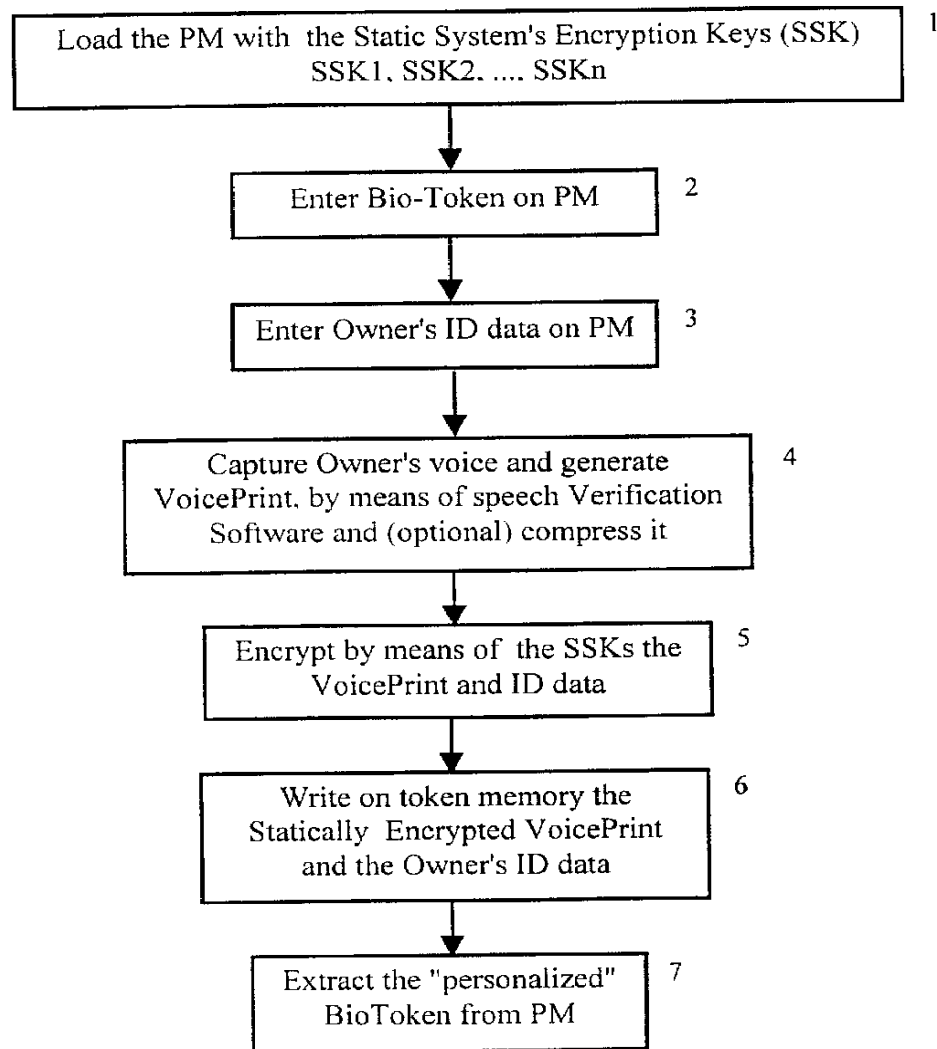 Load the PM with the Static System's Encryption Keys (SSK)
SSK1, SSK2, .... SSKn
1
Enter Bio-Token on PM
2
Enter Owner's ID data on PM
3
Capture Owner's voice and generate
VoicePrint, by means of speech Verification
Software and (optional) compress it
4
Encrypt by means of the SSKs the
VoicePrint and ID data
5
Write on token memory the
Statically Encrypted VoicePrint
and the Owner's ID data
6
Extract the "personalized"
BioToken from PM
7